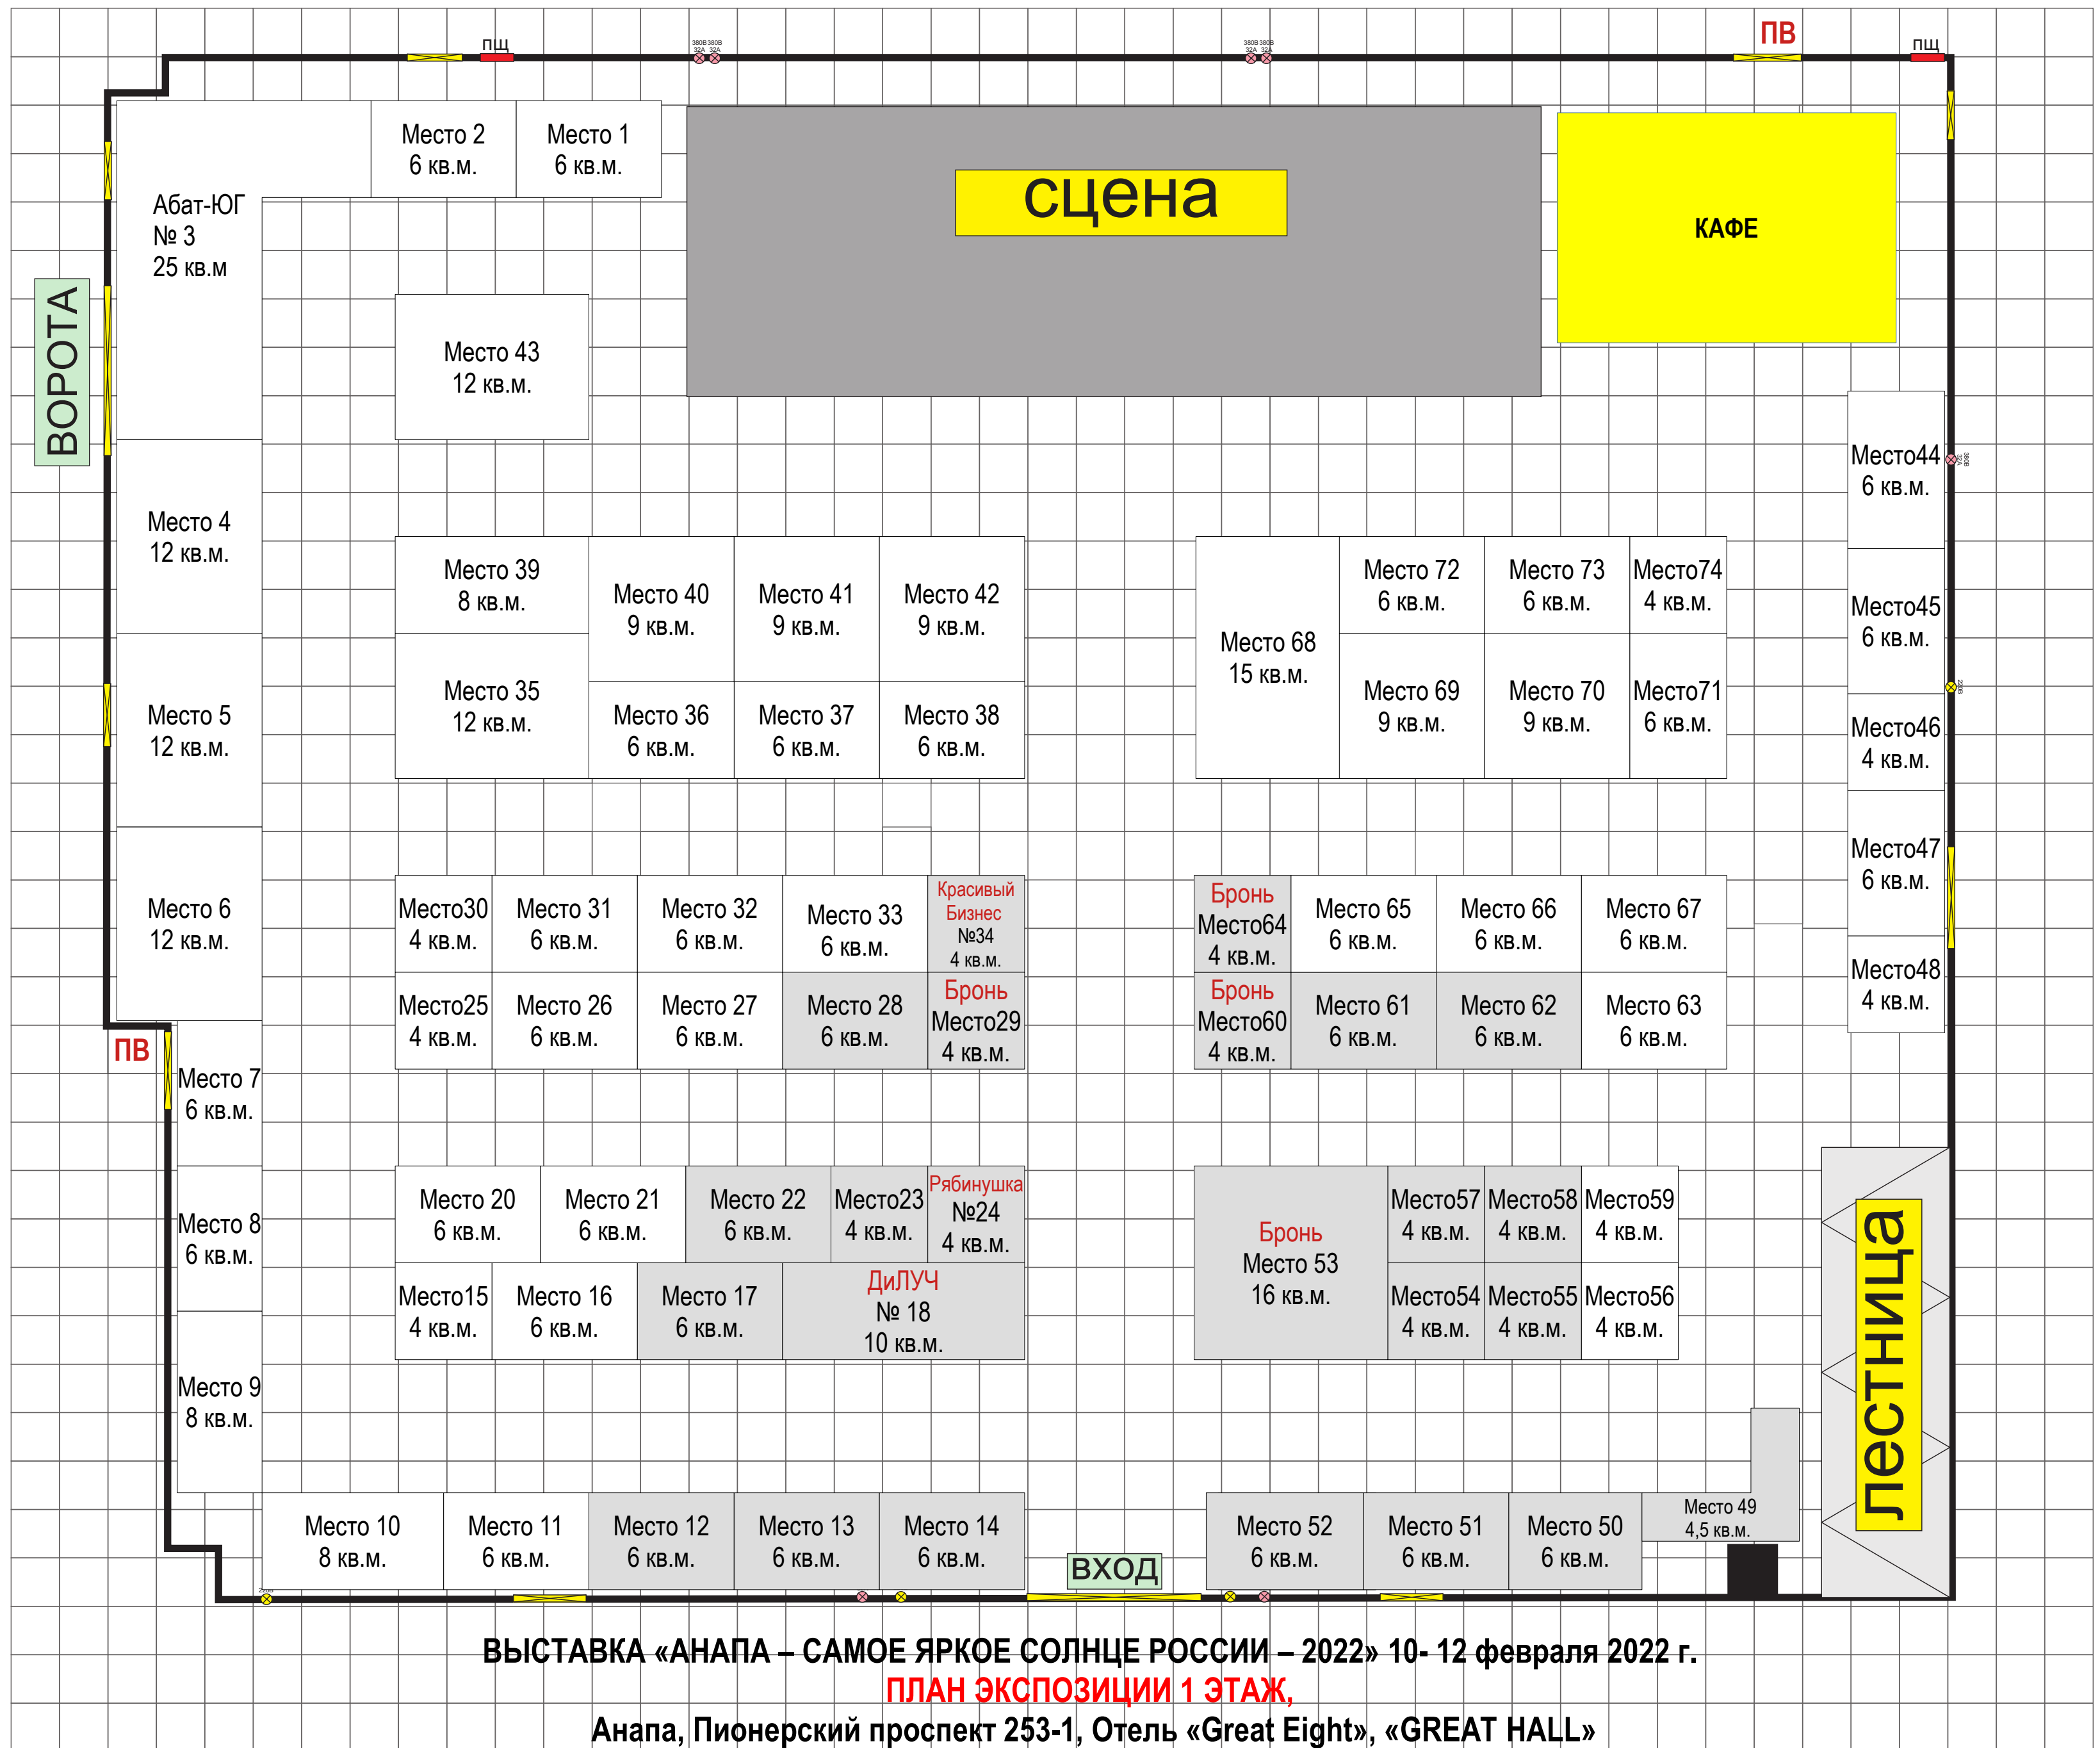 ПВ
ПЩ
380В 380В
32А 32А
380В 380В
32А 32А
ПЩ
Место 2
6 кв.м.
Место 1
6 кв.м.
сцена
КАФЕ
Абат-ЮГ
№ 3
25 кв.м
ВОРОТА
Место 43
12 кв.м.
Место44
6 кв.м.
380В
32А
Место 4
12 кв.м.
Место 39
8 кв.м.
Место 40
9 кв.м.
Место 41
9 кв.м.
Место 42
9 кв.м.
Место 68
15 кв.м.
Место 72
6 кв.м.
Место 73
6 кв.м.
Место74
4 кв.м.
Место45
6 кв.м.
Место 5
12 кв.м.
Место 35
12 кв.м.
Место 36
6 кв.м.
Место 37
6 кв.м.
Место 38
6 кв.м.
Место 69
9 кв.м.
Место 70
9 кв.м.
Место71
6 кв.м.
220В
Место46
4 кв.м.
Место47
6 кв.м.
Место 6
12 кв.м.
Место30
4 кв.м.
Место 31
6 кв.м.
Место 32
6 кв.м.
Место 33
6 кв.м.
Красивый
Бизнес
№34
4 кв.м.
Бронь
Место64
4 кв.м.
Место 65
6 кв.м.
Место 66
6 кв.м.
Место 67
6 кв.м.
Место48
4 кв.м.
Место25
4 кв.м.
Место 26
6 кв.м.
Место 27
6 кв.м.
Место 28
6 кв.м.
Бронь
Место29
4 кв.м.
Бронь
Место60
4 кв.м.
Место 61
6 кв.м.
Место 62
6 кв.м.
Место 63
6 кв.м.
ПВ
Место 7
6 кв.м.
Место 8
6 кв.м.
Место 20
6 кв.м.
Место 21
6 кв.м.
Место 22
6 кв.м.
Место23
4 кв.м.
Рябинушка
№24
4 кв.м.
Бронь
Место 53
16 кв.м.
Место57
4 кв.м.
Место58
4 кв.м.
Место59
4 кв.м.
лестница
Место15
4 кв.м.
Место 16
6 кв.м.
Место 17
6 кв.м.
ДиЛУЧ
№ 18
10 кв.м.
Место54
4 кв.м.
Место55
4 кв.м.
Место56
4 кв.м.
Место 9
8 кв.м.
Место 10
8 кв.м.
Место 11
6 кв.м.
Место 12
6 кв.м.
Место 13
6 кв.м.
Место 14
6 кв.м.
Место 52
6 кв.м.
Место 51
6 кв.м.
Место 50
6 кв.м.
Место 49
4,5 кв.м.
ВХОД
220В
ВЫСТАВКА «АНАПА – САМОЕ ЯРКОЕ СОЛНЦЕ РОССИИ – 2022» 10- 12 февраля 2022 г.
ПЛАН ЭКСПОЗИЦИИ 1 ЭТАЖ,
Анапа, Пионерский проспект 253-1, Отель «Great Eight», «GREAT HALL»